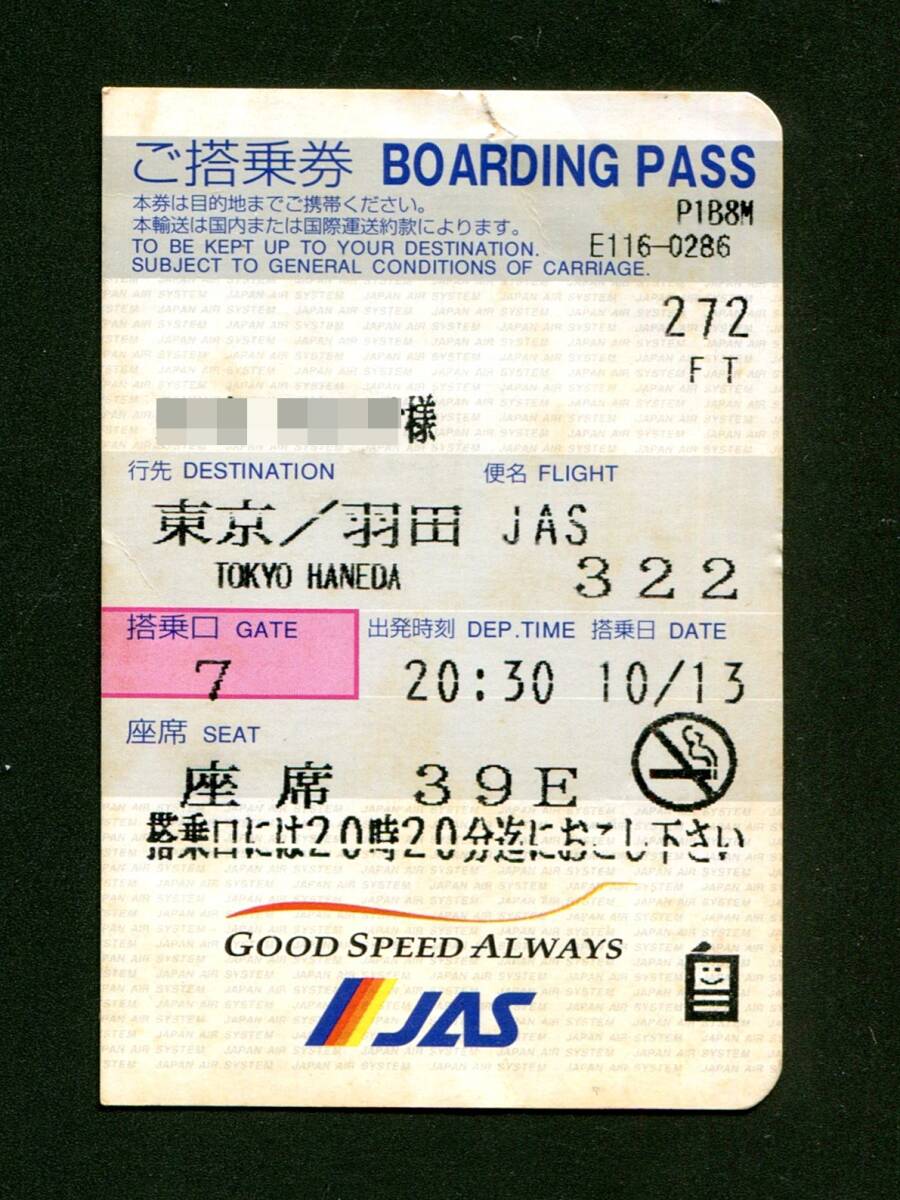 ご搭乗券 BOARDING PASS
本券は目的地までご携帯ください。
P1B8M
本輸送は国内または国際運送約款によります。
TO BE KEPT UP TO YOUR DESTINATION.
E116-0286
SUBJECT TO GENERAL CONDITIONS OF CARRIAGE.
272
FT
様
行先 DESTINATION 便名 FLIGHT
東京/羽田 JAS
TOKYO HANEDA 322
搭乗口 GATE 出発時刻 DEP.TIME 搭乗日 DATE
7 20:30 10/13
座席 SEAT
座席 39E
搭乗口には20時20分迄におこし下さい
GOOD SPEED ALWAYS
JAS